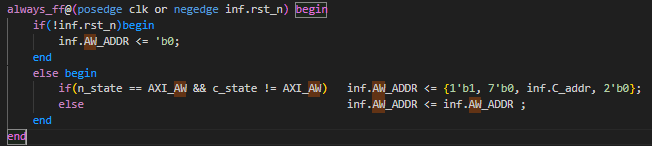 always_ff@(posedge clk or negedge inf.rst_n) begin
if(!inf.rst_n)begin
inf.AW_ADDR <= 'b0;
end
else begin
if(n_state == AXI_AW && c_state != AXI_AW) inf.AW_ADDR <= {1'b1, 7'b0, inf.C_addr, 2'b0};
else inf.AW_ADDR <= inf.AW_ADDR ;
end
end